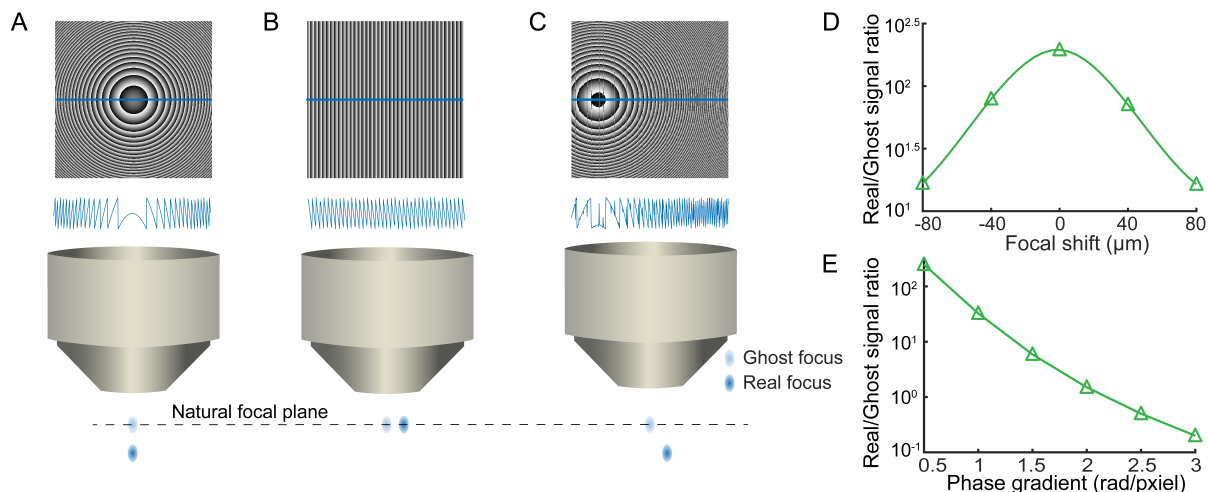 A
B
C
Ghost focus
Real focus
Natural focal plane
D
Real/Ghost signal ratio
10^2.5
10^2
10^1.5
10^1
-80
-40
0
40
80
Focal shift (µm)
E
Real/Ghost signal ratio
10^2
10^1
10^0
10^-1
0.5
1
1.5
2
2.5
3
Phase gradient (rad/pxiel)